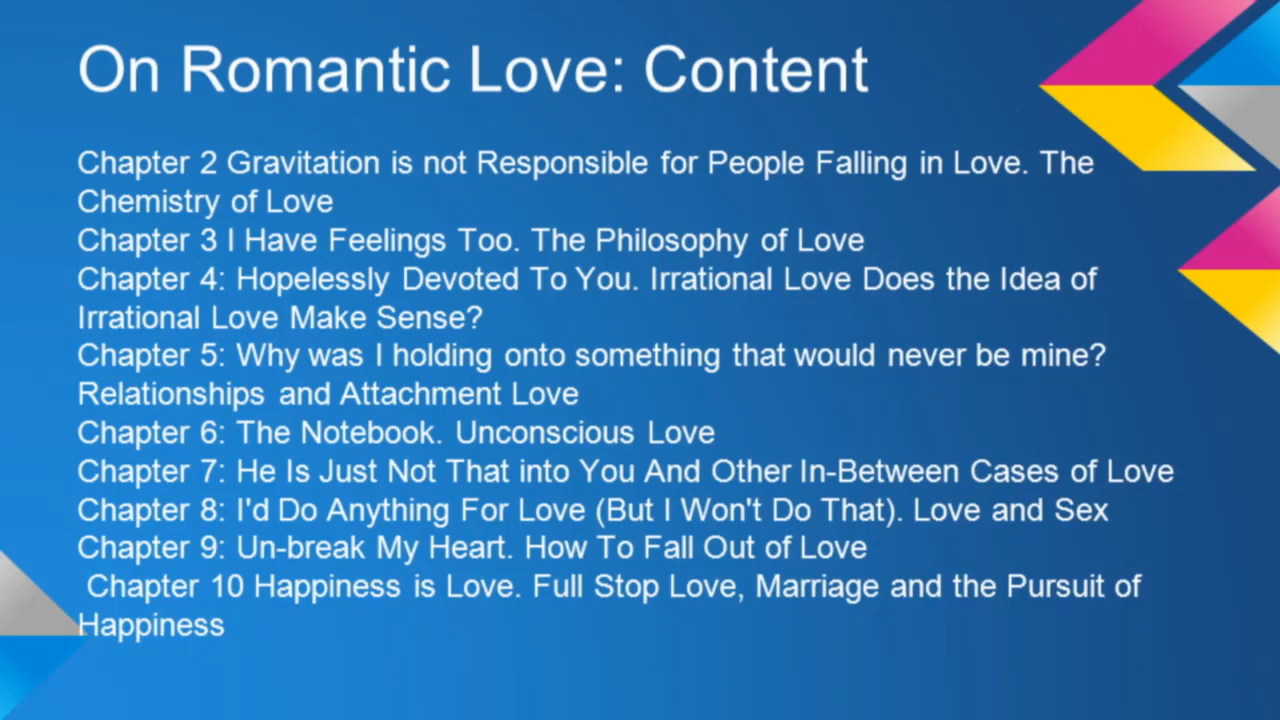 On Romantic Love: Content
Chapter 2 Gravitation is not Responsible for People Falling in Love. The
Chemistry of Love
Chapter 3 I Have Feelings Too. The Philosophy of Love
Chapter 4: Hopelessly Devoted To You. Irrational Love Does the Idea of
Irrational Love Make Sense?
Chapter 5: Why was I holding onto something that would never be mine?
Relationships and Attachment Love
Chapter 6: The Notebook. Unconscious Love
Chapter 7: He Is Just Not That into You And Other In-Between Cases of Love
Chapter 8: I'd Do Anything For Love (But I Won't Do That). Love and Sex
Chapter 9: Un-break My Heart. How To Fall Out of Love
Chapter 10 Happiness is Love. Full Stop Love, Marriage and the Pursuit of
Happiness